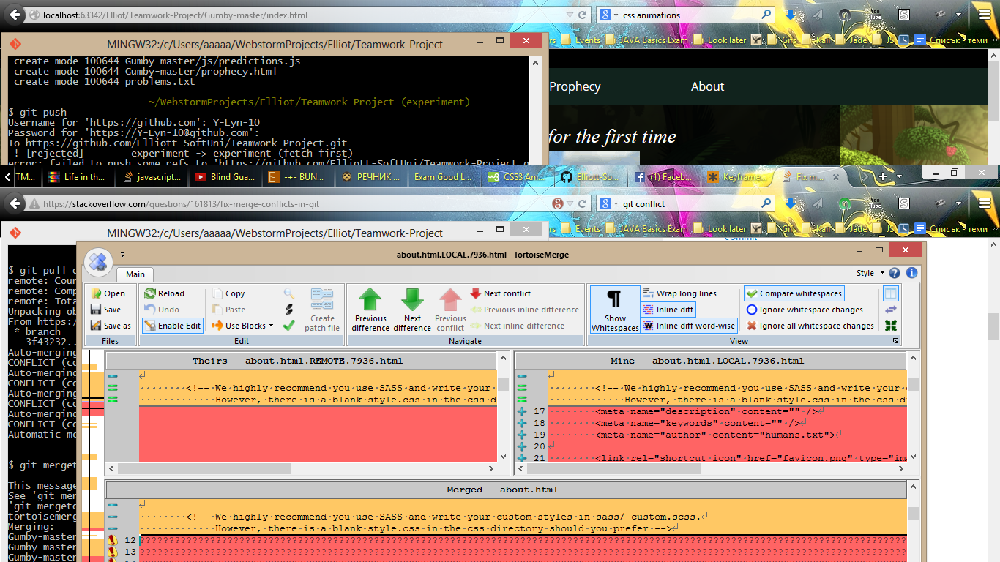 localhost:63342/Elliot/Teamwork-Project/Gumby-master/index.html
css animations
You Tube
MINGW32:/c/Users/aaaaa/WebstormProjects/Elliot/Teamwork-Project
Events
JAVA Basics Exam
Look later
Gifs
Kali
Jade
JS
Списък - теми
create mode 100644 Gumby-master/js/predictions.js
create mode 100644 Gumby-master/prophecy.html
create mode 100644 problems.txt
Prophecy
About
~/WebstormProjects/Elliot/Teamwork-Project (experiment)
$ git push
Username for 'https://github.com': Y-Lyn-10
Password for 'https://Y-Lyn-10@github.com':
To https://github.com/Elliott-SoftUni/Teamwork-Project.git
! [rejected] experiment -> experiment (fetch first)
error: failed to push some refs to 'https://github.com/Elliott-SoftUni/Teamwork-Project.g
for the first time
TM...
Life in th...
javascript...
Blind Gua...
-+- BUN...
РЕЧНИК ...
Exam Good L...
CSS3 Ani...
Elliott-So...
(1) Faceb...
Keyframe...
Fix m...
https://stackoverflow.com/questions/161813/fix-merge-conflicts-in-git
git conflict
You Tube
MINGW32:/c/Users/aaaaa/WebstormProjects/Elliot/Teamwork-Project
Events
JAVA Basics Exam
Look later
Gifs
Kali
Jade
JS
Списък - теми
commit
about.html.LOCAL.7936.html - TortoiseMerge
Main
Style
Open
Save
Save as
Files
Reload
Undo
Enable Edit
Copy
Paste
Use Blocks
Create patch file
Edit
Previous difference
Next difference
Previous conflict
Next conflict
Previous inline difference
Next inline difference
Navigate
Show Whitespaces
Wrap long lines
Inline diff
Inline diff word-wise
Compare whitespaces
Ignore whitespace changes
Ignore all whitespace changes
View
$ git pull o
remote: Coun
remote: Comp
remote: Tota
Unpacking ob
From https:/
* branch
3f43232..
Auto-merging
CONFLICT (co
Auto-merging
CONFLICT (co
Auto-merging
CONFLICT (co
Auto-merging
CONFLICT (co
Automatic me
$ git merget
This message
See 'git mer
'git mergeto
tortoisemerg
Merging:
Gumby-master
Gumby-master
Gumby-master
Theirs - about.html.REMOTE.7936.html
<!-- We highly recommend you use SASS and write your
However, there is a blank style.css in the css d
Mine - about.html.LOCAL.7936.html
<!-- We highly recommend you use SASS and write your
However, there is a blank style.css in the css di
17 <meta name="description" content="" />
18 <meta name="keywords" content="" />
19 <meta name="author" content="humans.txt">
20
21 <link rel="shortcut icon" href="favicon.png" type="ima
Merged - about.html
<!-- We highly recommend you use SASS and write your custom styles in sass/_custom.scss.
However, there is a blank style.css in the css directory should you prefer -->
12
13